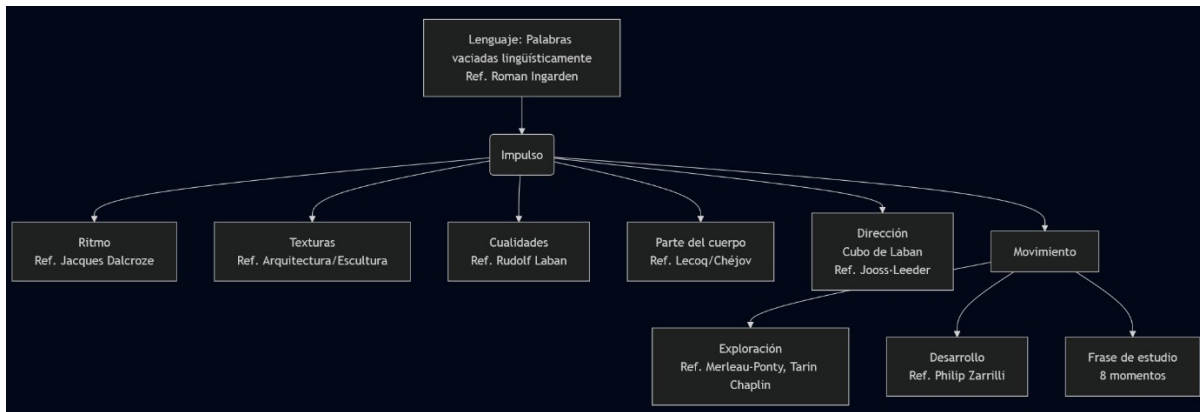 Lenguaje: Palabras
vaciadas lingüísticamente
Ref. Roman Ingarden
Impulso
Ritmo
Ref. Jacques Dalcroze
Texturas
Ref. Arquitectura/Escultura
Cualidades
Ref. Rudolf Laban
Parte del cuerpo
Ref. Lecoq/Chéjov
Dirección
Cubo de Laban
Ref. Jooss-Leeder
Movimiento
Exploración
Ref. Merleau-Ponty, Tarin
Chaplin
Desarrollo
Ref. Philip Zarrilli
Frase de estudio
8 momentos